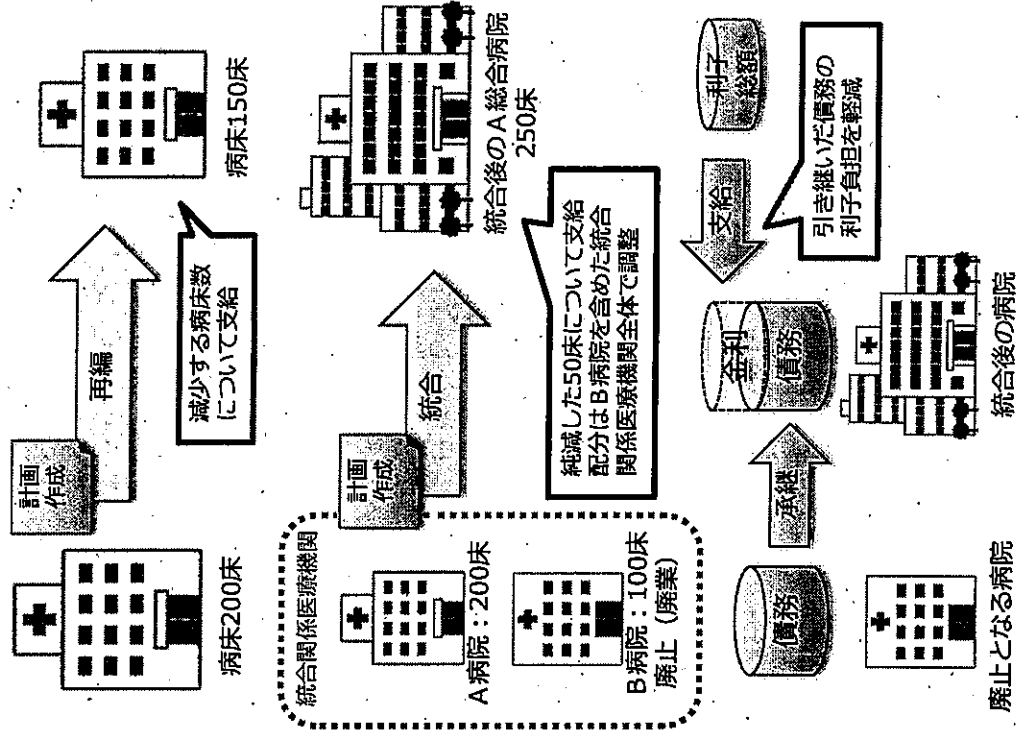 計画
作成
再編
病床200床
病床150床
減少する病床数
について支給
統合関係医療機関
A病院：200床
B病院：100床
廃止（廃業）
計画
作成
統合
統合後のA総合病院
250床
純減した50床について支給
配分はB病院を含めた統合
関係医療機関全体で調整
債務
廃止となる病院
承継
金利
債務
統合後の病院
支給
利子
総額
引き継いだ債務の
利子負担を軽減